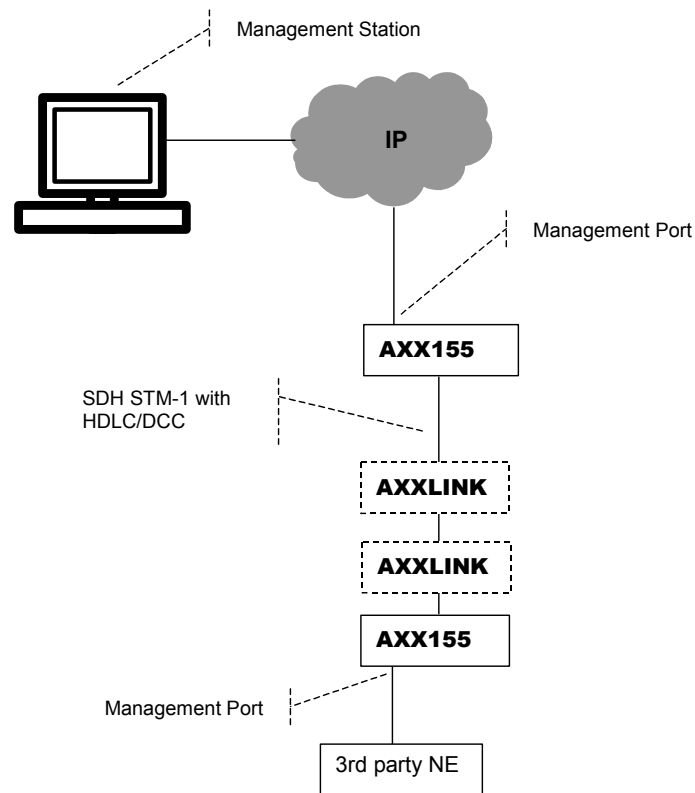 Management Station
IP
Management Port
AXX155
SDH STM-1 with
HDLC/DCC
AXXLINK
AXXLINK
AXX155
Management Port
3rd party NE